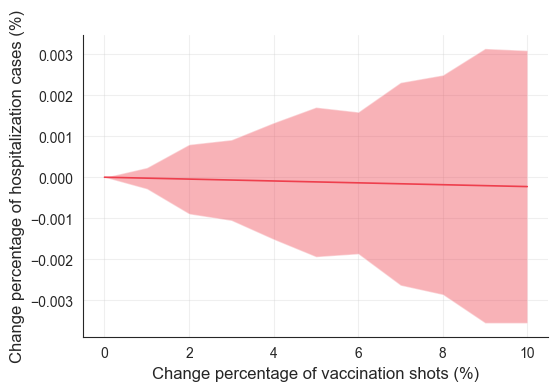 Change percentage of hospitalization cases (%)
0.003
0.002
0.001
0.000
−0.001
−0.002
−0.003
0 2 4 6 8 10
Change percentage of vaccination shots (%)